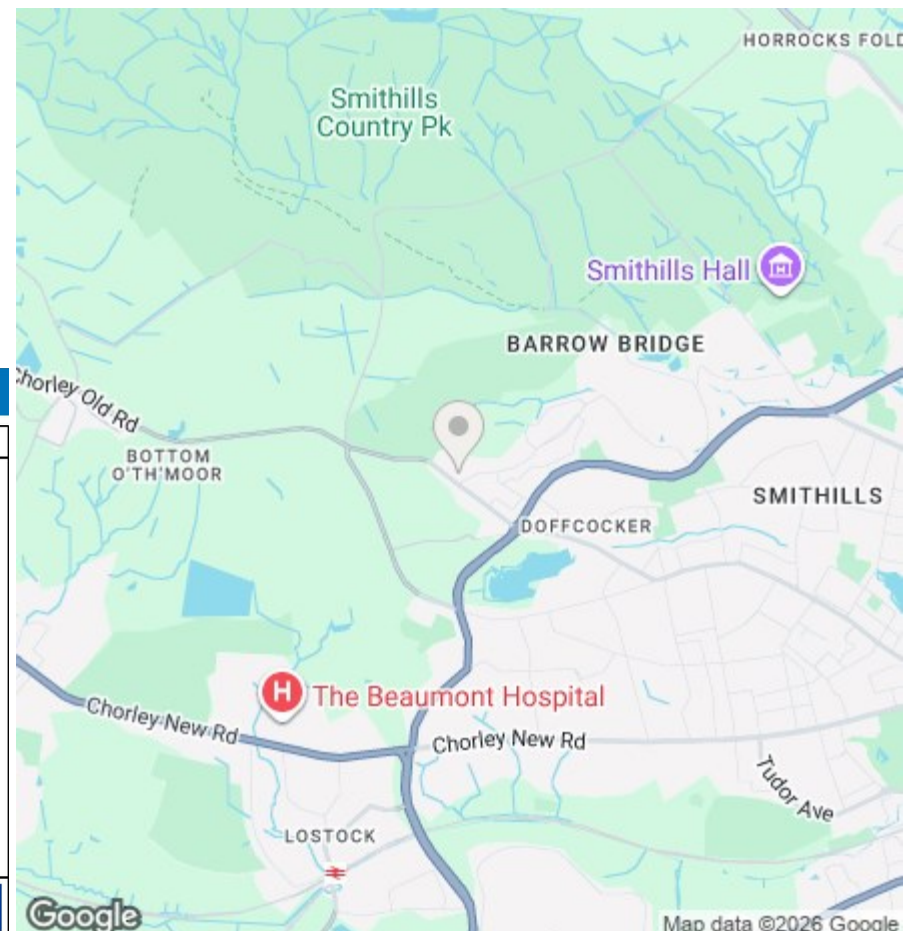 HORROCKS FOLD
Smithills
Country Pk
Smithills Hall
BARROW BRIDGE
Chorley Old Rd
BOTTOM
O'TH'MOOR
SMITHILLS
DOFFCOCKER
H
The Beaumont Hospital
Chorley New Rd
Chorley New Rd
Tudor Ave
LOSTOCK
Google
Map data ©2026 Google